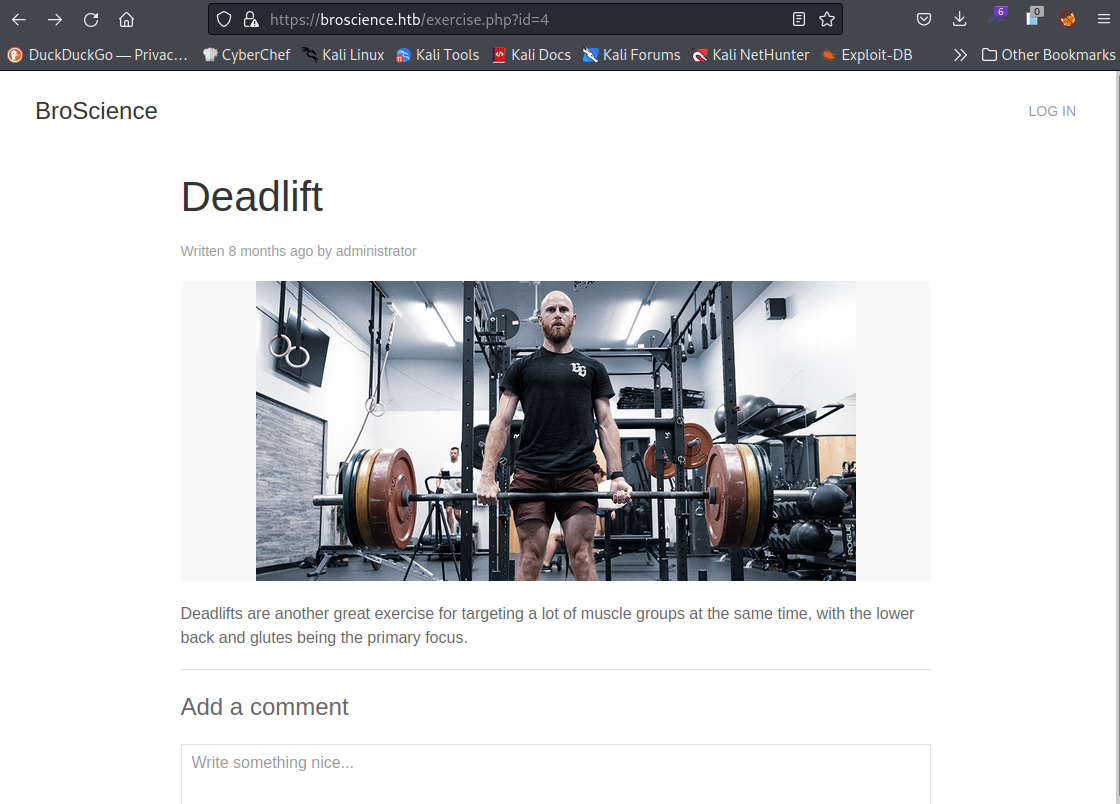 https://broscience.htb/exercise.php?id=4
6
0
DuckDuckGo — Privac… CyberChef Kali Linux Kali Tools Kali Docs Kali Forums Kali NetHunter Exploit-DB Other Bookmarks
BroScience
LOG IN
Deadlift
Written 8 months ago by administrator
ROGUE
Deadlifts are another great exercise for targeting a lot of muscle groups at the same time, with the lower
back and glutes being the primary focus.
Add a comment
Write something nice...